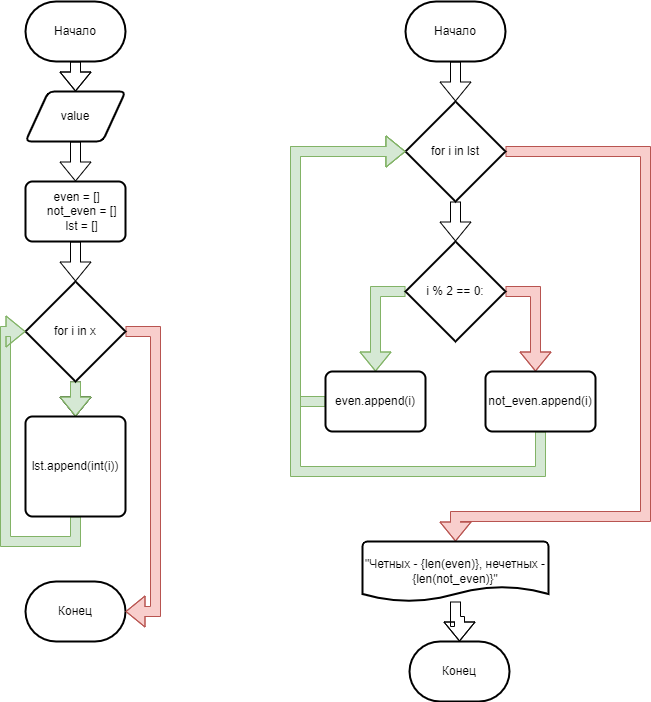 Начало
value
even = []
not_even = []
lst = []
for i in x
lst.append(int(i))
Конец
Начало
for i in lst
i % 2 == 0:
even.append(i)
not_even.append(i)
"Четных - {len(even)}, нечетных -
{len(not_even)}"
Конец